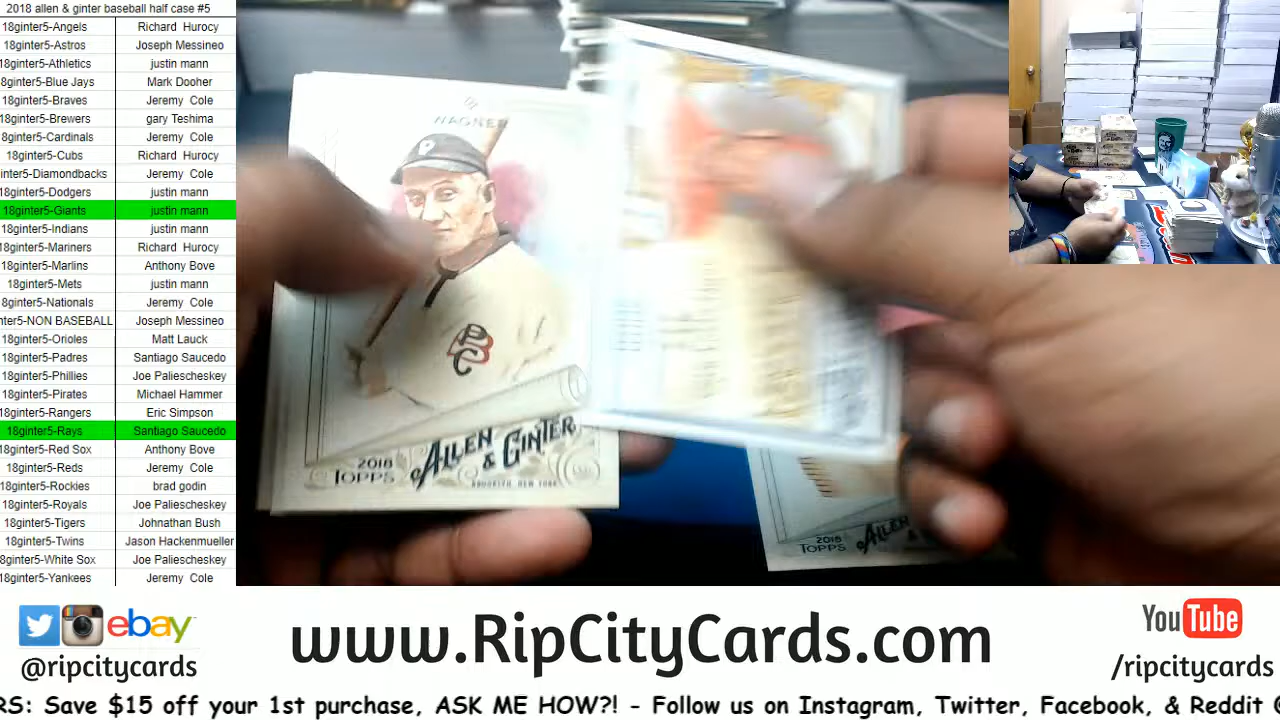 2018 allen & ginter baseball half case #5
18ginter5-Angels Richard Hurocy
18ginter5-Astros Joseph Messineo
18ginter5-Athletics justin mann
8ginter5-Blue Jays Mark Dooher
18ginter5-Braves Jeremy Cole
18ginter5-Brewers gary Teshima
8ginter5-Cardinals Jeremy Cole
18ginter5-Cubs Richard Hurocy
inter5-Diamondbacks Jeremy Cole
18ginter5-Dodgers justin mann
18ginter5-Giants justin mann
18ginter5-Indians justin mann
18ginter5-Mariners Richard Hurocy
18ginter5-Marlins Anthony Bove
18ginter5-Mets justin mann
8ginter5-Nationals Jeremy Cole
nter5-NON BASEBALL Joseph Messineo
18ginter5-Orioles Matt Lauck
18ginter5-Padres Santiago Saucedo
18ginter5-Phillies Joe Paliescheskey
18ginter5-Pirates Michael Hammer
18ginter5-Rangers Eric Simpson
18ginter5-Rays Santiago Saucedo
18ginter5-Red Sox Anthony Bove
18ginter5-Reds Jeremy Cole
18ginter5-Rockies brad godin
18ginter5-Royals Joe Paliescheskey
18ginter5-Tigers Johnathan Bush
18ginter5-Twins Jason Hackenmueller
8ginter5-White Sox Joe Paliescheskey
18ginter5-Yankees Jeremy Cole
WAGNER
P
2018 TOPPS ALLEN & GINTER
BROOKLYN, NEW YORK
2018 TOPPS ALLEN
ebay
@ripcitycards
www.RipCityCards.com
YouTube
/ripcitycards
RS: Save $15 off your 1st purchase, ASK ME HOW?! - Follow us on Instagram, Twitter, Facebook, & Reddit